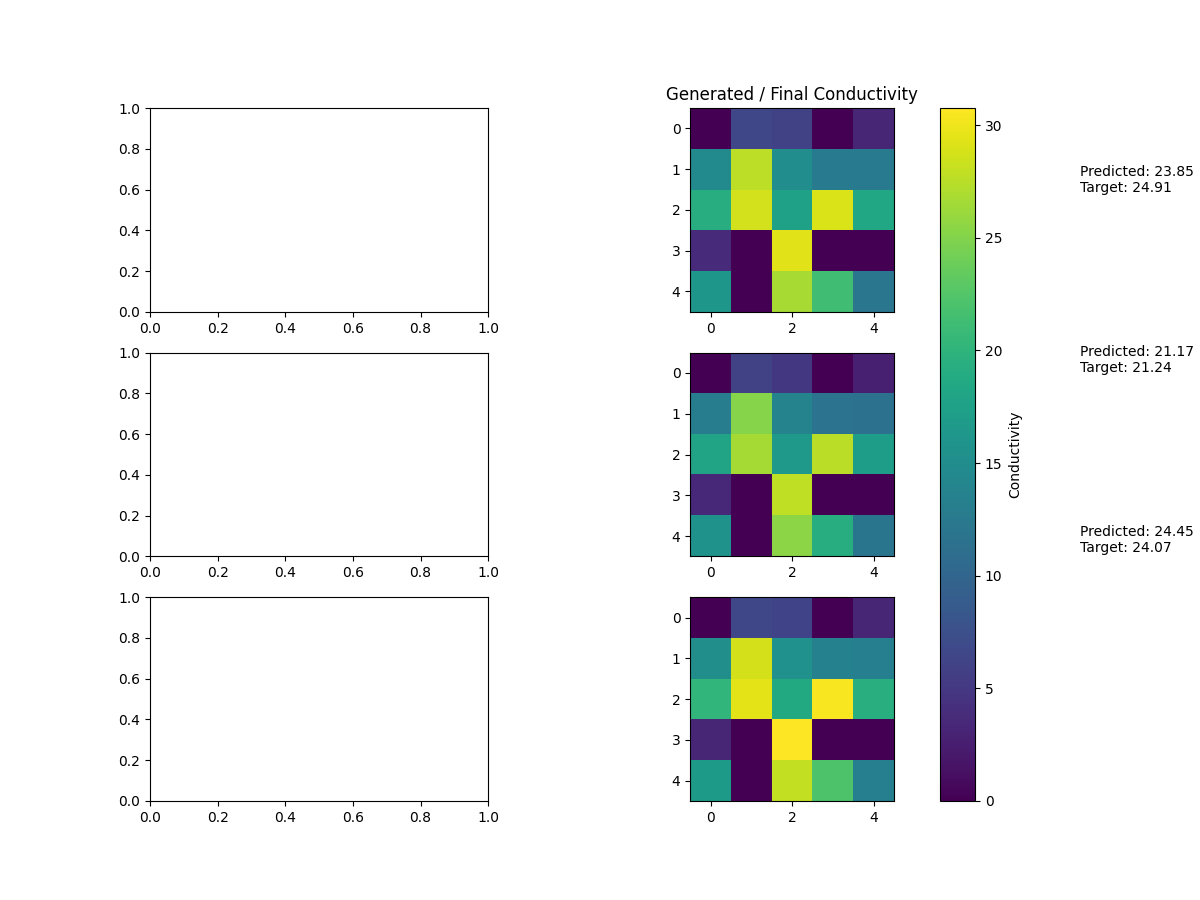 Generated / Final Conductivity
1.0
0.8
0.6
0.4
0.2
0.0
0.0 0.2 0.4 0.6 0.8 1.0
0
1
2
3
4
0 2 4
1.0
0.8
0.6
0.4
0.2
0.0
0.0 0.2 0.4 0.6 0.8 1.0
0
1
2
3
4
0 2 4
1.0
0.8
0.6
0.4
0.2
0.0
0.0 0.2 0.4 0.6 0.8 1.0
0
1
2
3
4
0 2 4
30
25
20
15
10
5
0
Conductivity
Predicted: 23.85
Target: 24.91
Predicted: 21.17
Target: 21.24
Predicted: 24.45
Target: 24.07